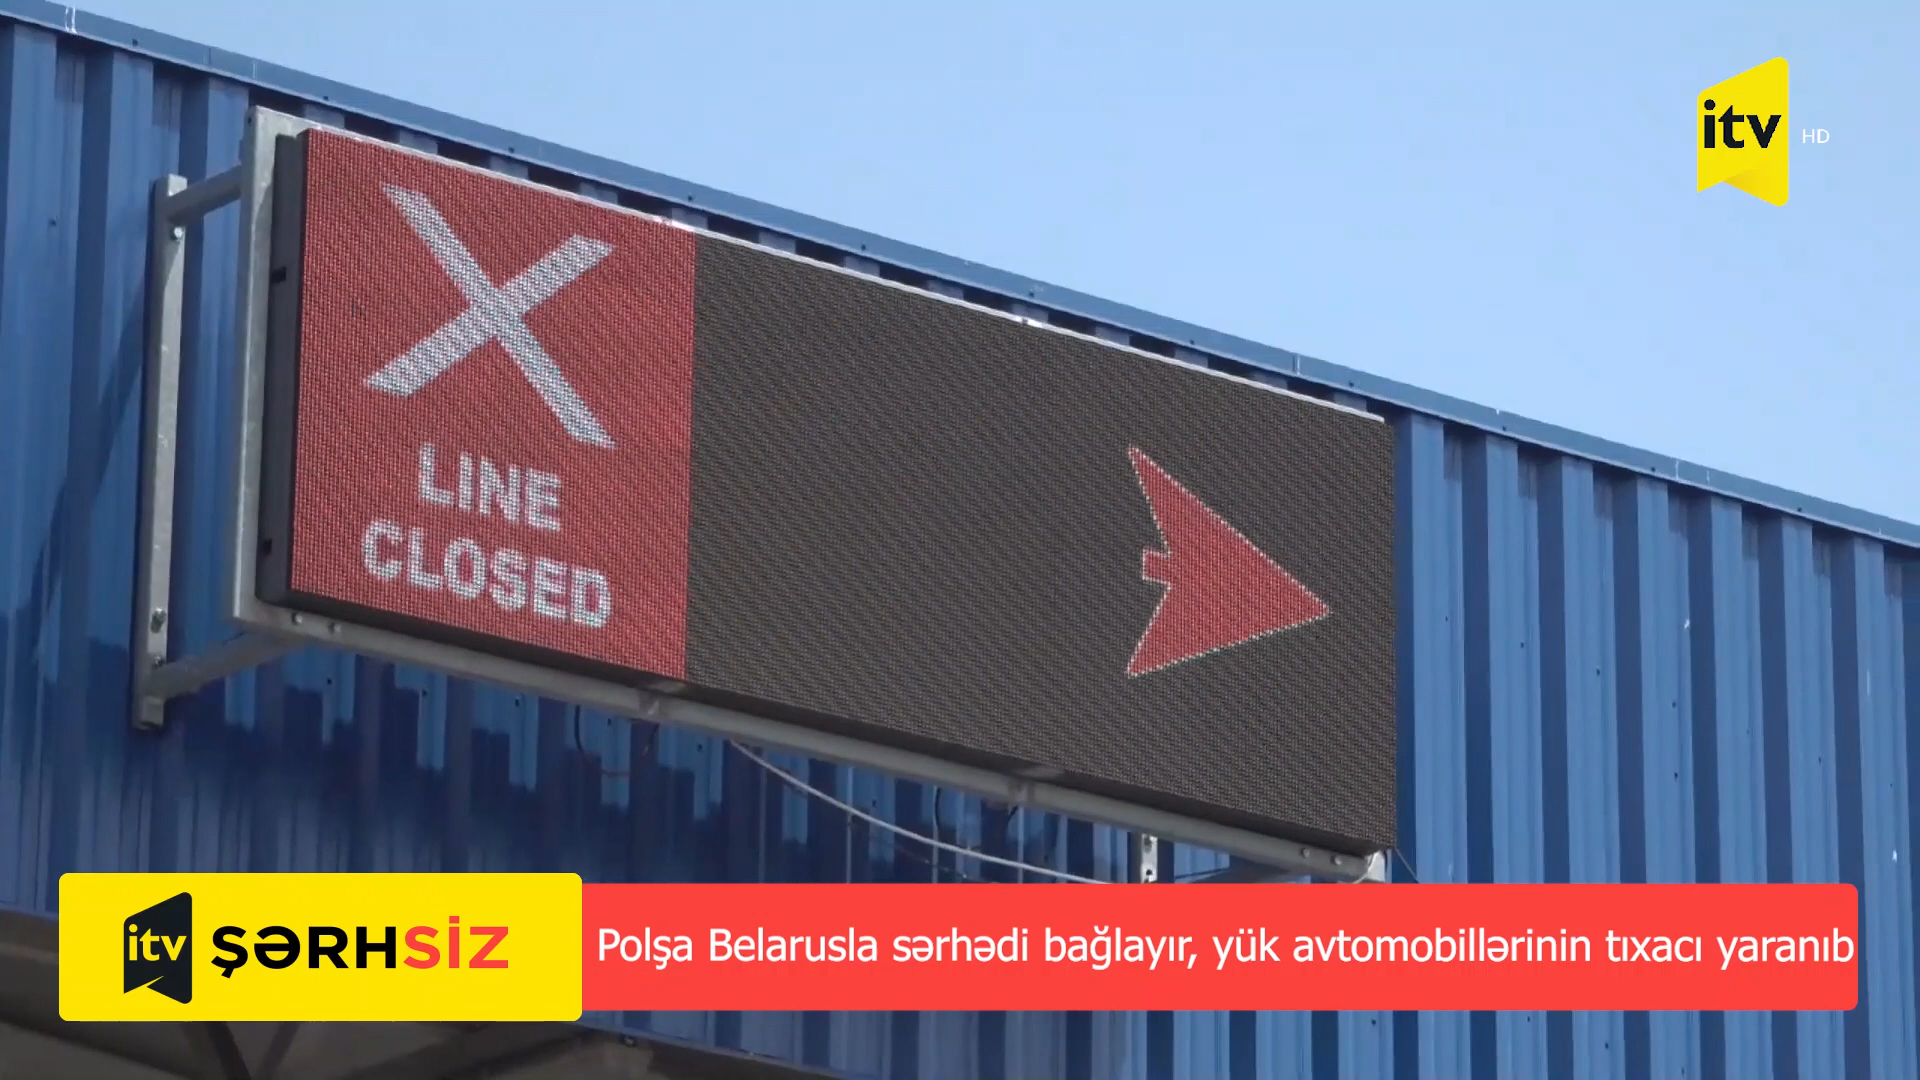 itv HD
LINE
CLOSED
itv ŞƏRHSİZ
Polşa Belarusla sərhədi bağlayır, yük avtomobillərinin tıxacı yaranıb